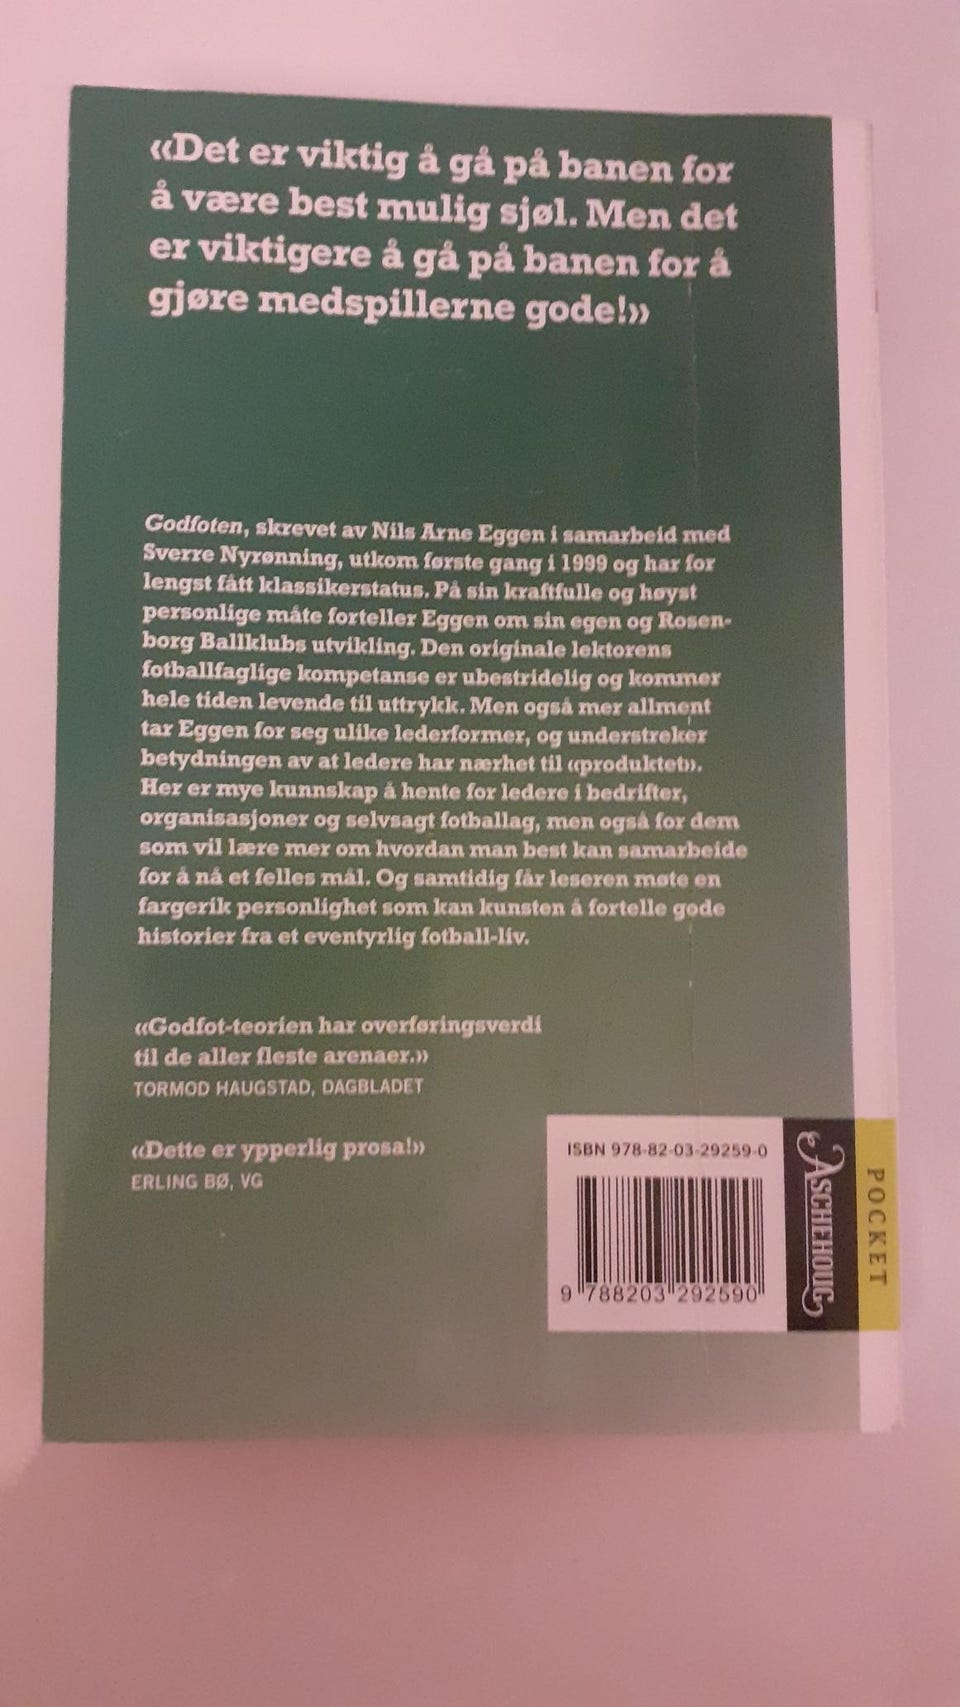 «Det er viktig å gå på banen for
å være best mulig sjøl. Men det
er viktigere å gå på banen for å
gjøre medspillerne gode!»
Godfoten, skrevet av Nils Arne Eggen i samarbeid med
Sverre Nyrønning, utkom første gang i 1999 og har for
lengst fått klassikerstatus. På sin kraftfulle og høyst
personlige måte forteller Eggen om sin egen og Rosen-
borg Ballklubs utvikling. Den originale lektorens
fotballfaglige kompetanse er ubestridelig og kommer
hele tiden levende til uttrykk. Men også mer allment
tar Eggen for seg ulike lederformer, og understreker
betydningen av at ledere har nærhet til «produktet».
Her er mye kunnskap å hente for ledere i bedrifter,
organisasjoner og selvsagt fotballag, men også for dem
som vil lære mer om hvordan man best kan samarbeide
for å nå et felles mål. Og samtidig får leseren møte en
fargerik personlighet som kan kunsten å fortelle gode
historier fra et eventyrlig fotball-liv.
«Godfot-teorien har overføringsverdi
til de aller fleste arenaer.»
TORMOD HAUGSTAD, DAGBLADET
«Dette er ypperlig prosa!»
ERLING BØ, VG
ISBN 978-82-03-29259-0
9 788203 292590
ASCHEHOUG
POCKET